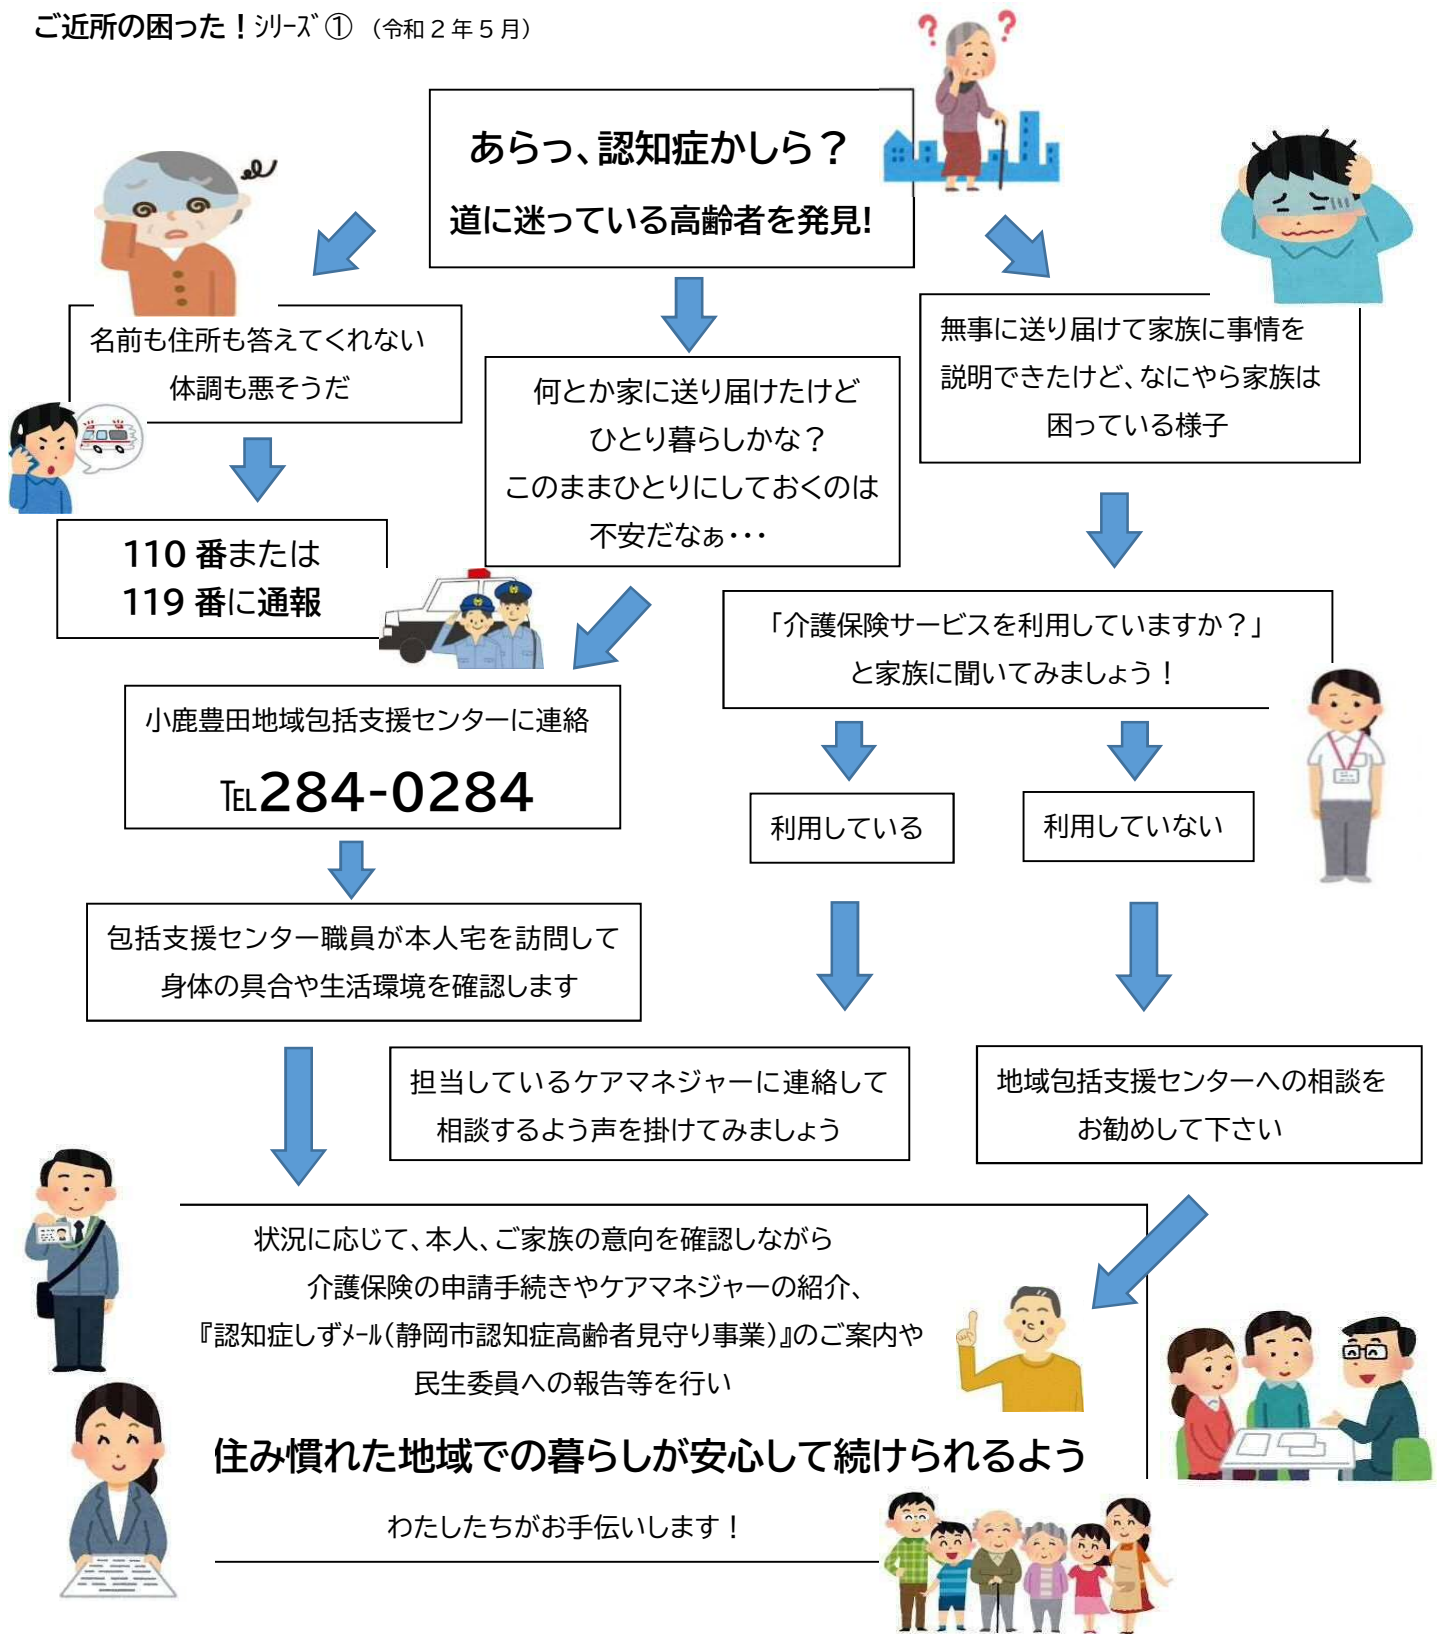 ご近所の困った！ｼﾘｰｽﾞ① （令和２年５月）
あらっ、認知症かしら？
道に迷っている高齢者を発見!
名前も住所も答えてくれない
体調も悪そうだ
110 番または
119 番に通報
何とか家に送り届けたけど
ひとり暮らしかな？
このままひとりにしておくのは
不安だなぁ・・・
無事に送り届けて家族に事情を
説明できたけど、なにやら家族は
困っている様子
「介護保険サービスを利用していますか？」
と家族に聞いてみましょう！
小鹿豊田地域包括支援センターに連絡
℡284-0284
利用している
利用していない
包括支援センター職員が本人宅を訪問して
身体の具合や生活環境を確認します
担当しているケアマネジャーに連絡して
相談するよう声を掛けてみましょう
地域包括支援センターへの相談を
お勧めして下さい
状況に応じて、本人、ご家族の意向を確認しながら
介護保険の申請手続きやケアマネジャーの紹介、
『認知症しずﾒｰﾙ(静岡市認知症高齢者見守り事業)』のご案内や
民生委員への報告等を行い
住み慣れた地域での暮らしが安心して続けられるよう
わたしたちがお手伝いします！